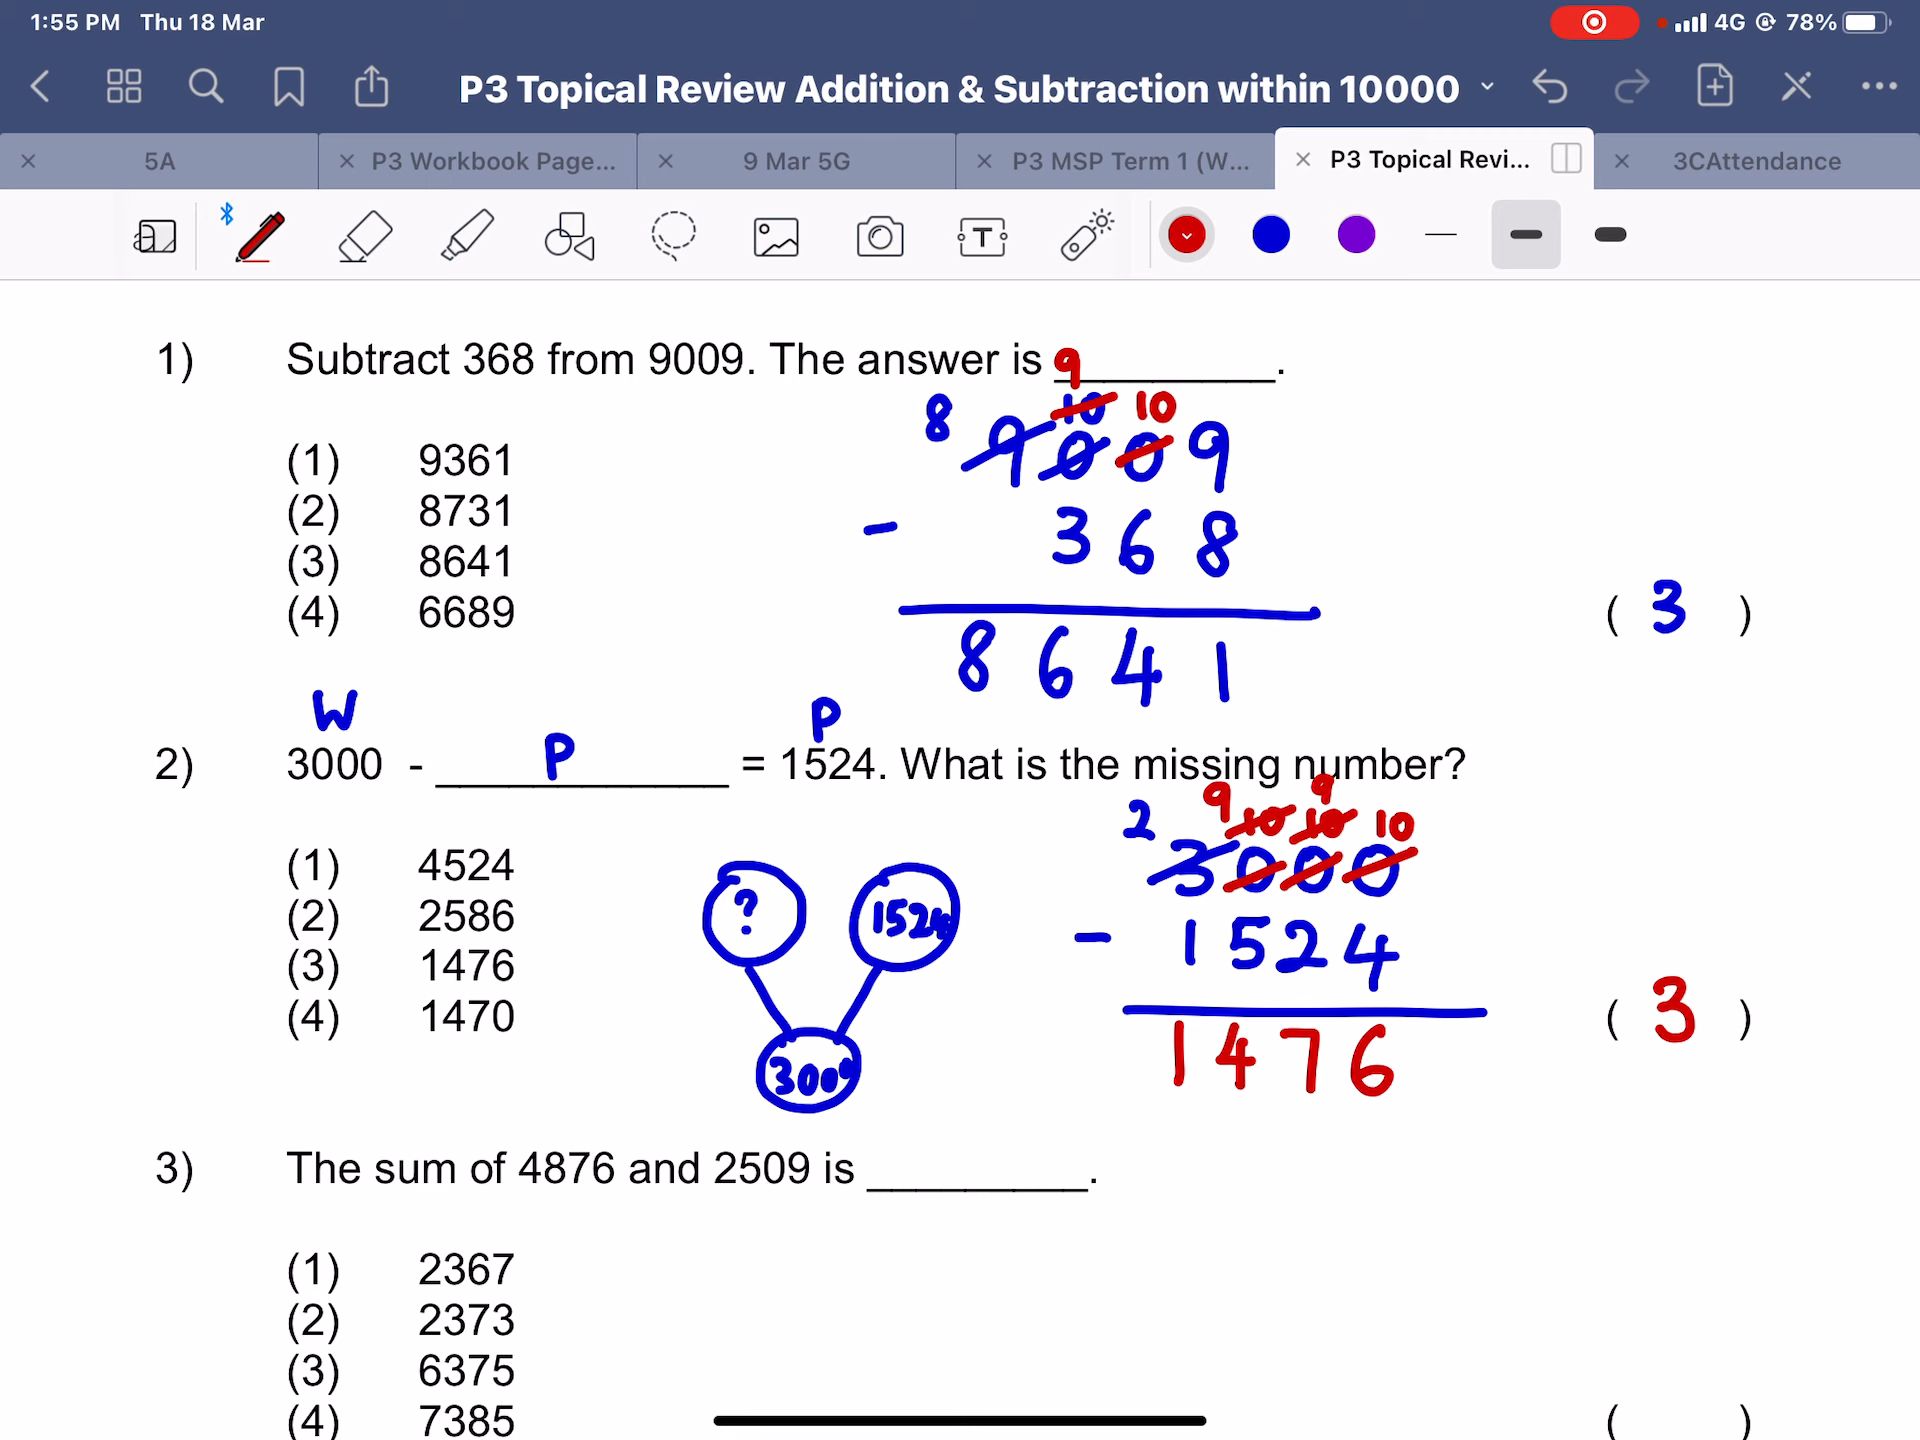 1:55 PM Thu 18 Mar 4G 78%
P3 Topical Review Addition & Subtraction within 10000
5A P3 Workbook Page... 9 Mar 5G P3 MSP Term 1 (W... P3 Topical Revi... 3CAttendance
1) Subtract 368 from 9009. The answer is _________.
9
8 10 10
9009
(1) 9361
(2) 8731
- 368
(3) 8641
(4) 6689
8641
( 3 )
W P P
2) 3000 - ____________ = 1524. What is the missing number?
9 9
2 10 10 10
3000
(1) 4524
(2) 2586
? 1524
- 1524
(3) 1476
(4) 1470
( 3 )
3000
1476
3) The sum of 4876 and 2509 is _________.
(1) 2367
(2) 2373
(3) 6375
(4) 7385
( )